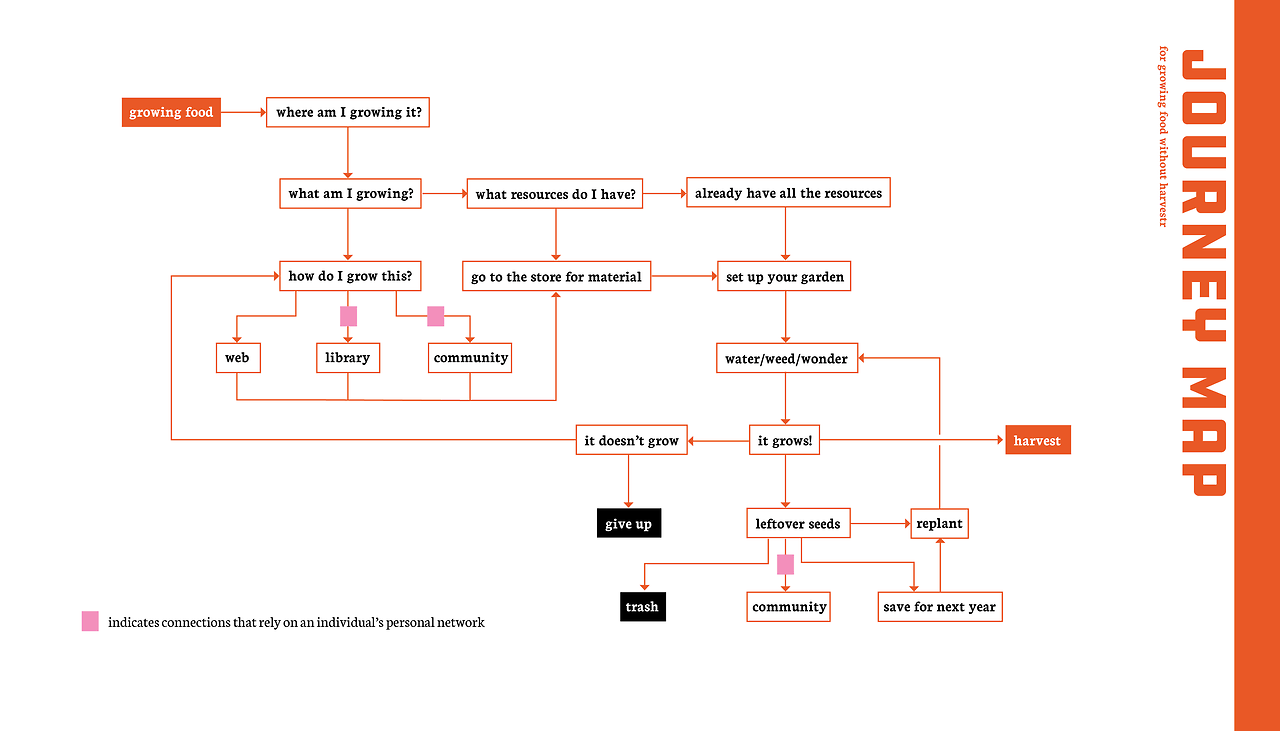 JOURNEY MAP
for growing food without harvestr
growing food
where am I growing it?
what am I growing?
what resources do I have?
already have all the resources
how do I grow this?
go to the store for material
set up your garden
web
library
community
water/weed/wonder
it doesn't grow
it grows!
harvest
give up
leftover seeds
replant
trash
community
save for next year
indicates connections that rely on an individual's personal network